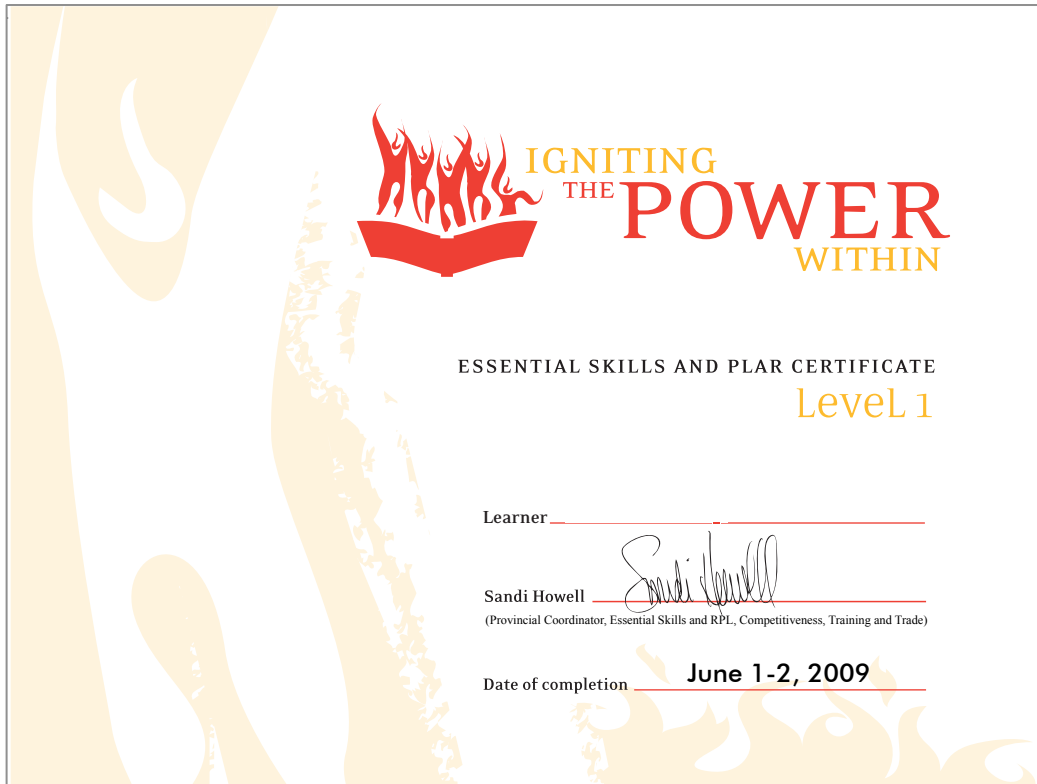 IGNITING
THE POWER
WITHIN
ESSENTIAL SKILLS AND PLAR CERTIFICATE
LeveL 1
Learner
Sandi Howell Sandi Howell
(Provincial Coordinator, Essential Skills and RPL, Competitiveness, Training and Trade)
Date of completion June 1-2, 2009